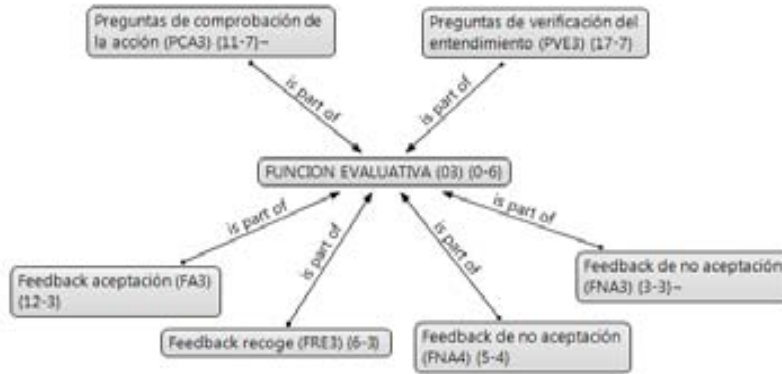 Preguntas de comprobación de
la acción (PCA3) (11-7)~
Preguntas de verificación del
entendimiento (PVE3) (17-7)
is part of
is part of
FUNCION EVALUATIVA (03) (0-6)
is part of
is part of
is part of
is part of
Feedback aceptación (FA3)
(12-3)
Feedback recoge (FRE3) (6-3)
Feedback de no aceptación
(FNA4) (5-4)
Feedback de no aceptación
(FNA3) (3-3)~